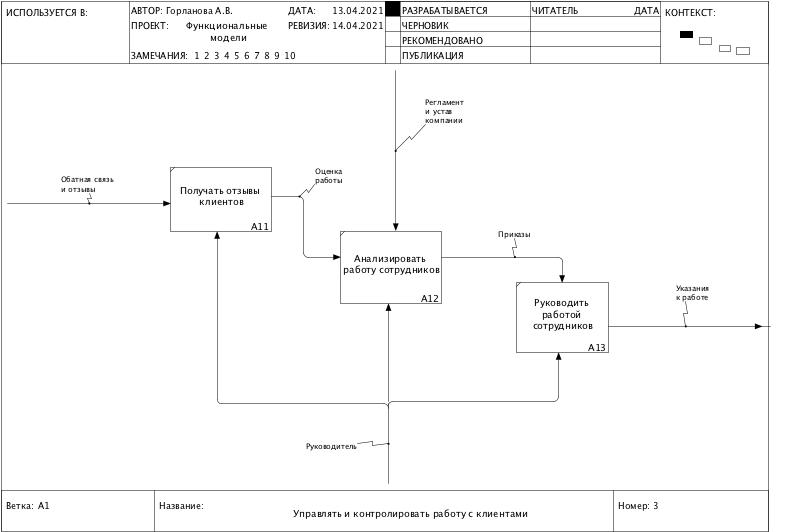 ИСПОЛЬЗУЕТСЯ В:
АВТОР: Горланова А.В.
ДАТА: 13.04.2021
ПРОЕКТ: Функциональные
модели
РЕВИЗИЯ: 14.04.2021
ЗАМЕЧАНИЯ: 1 2 3 4 5 6 7 8 9 10
РАЗРАБАТЫВАЕТСЯ
ЧЕРНОВИК
РЕКОМЕНДОВАНО
ПУБЛИКАЦИЯ
ЧИТАТЕЛЬ ДАТА
КОНТЕКСТ:
Регламент
и устав
компании
Обатная связь
и отзывы
Получать отзывы
клиентов
A11
Оценка
работы
Анализировать
работу сотрудников
A12
Приказы
Руководить
работой
сотрудников
A13
Указания
к работе
Руководитель
Ветка: A1
Название:
Управлять и контролировать работу с клиентами
Номер: 3